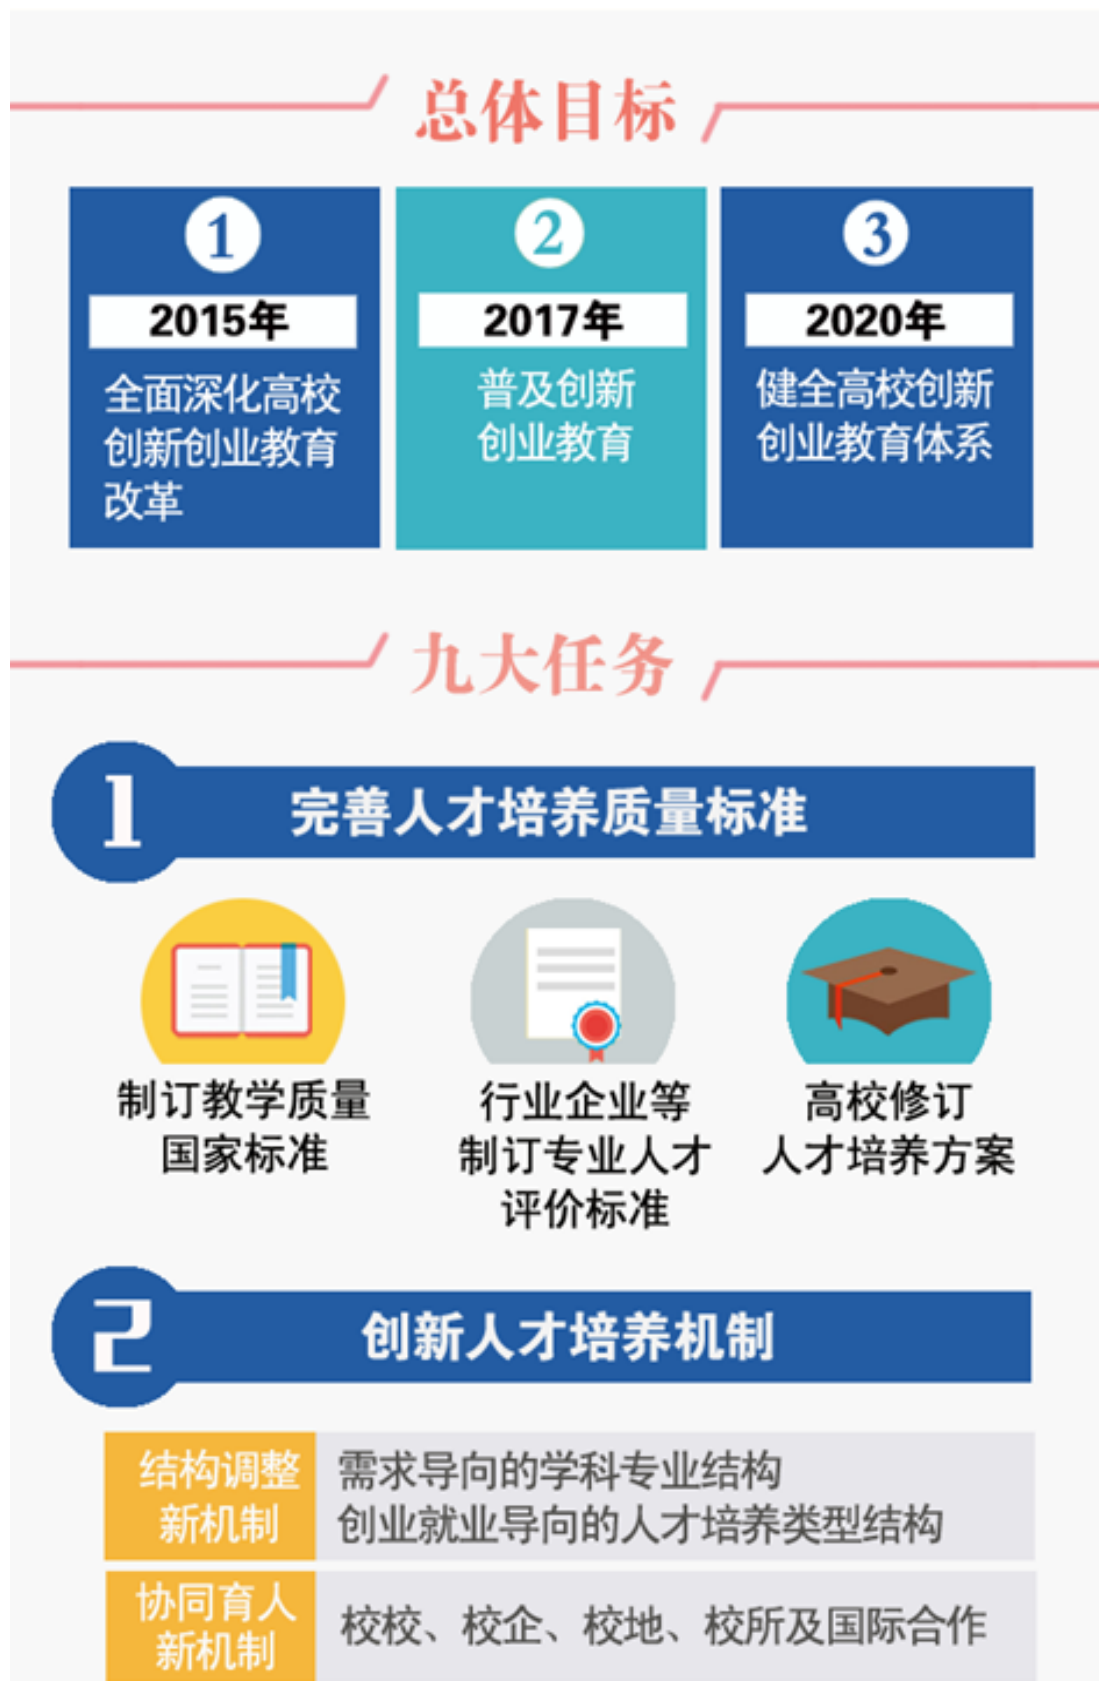 总体目标
1
2015年
全面深化高校
创新创业教育
改革
2
2017年
普及创新
创业教育
3
2020年
健全高校创新
创业教育体系
九大任务
1
完善人才培养质量标准
制订教学质量
国家标准
行业企业等
制订专业人才
评价标准
高校修订
人才培养方案
2
创新人才培养机制
结构调整
新机制
需求导向的学科专业结构
创业就业导向的人才培养类型结构
协同育人
新机制
校校、校企、校地、校所及国际合作